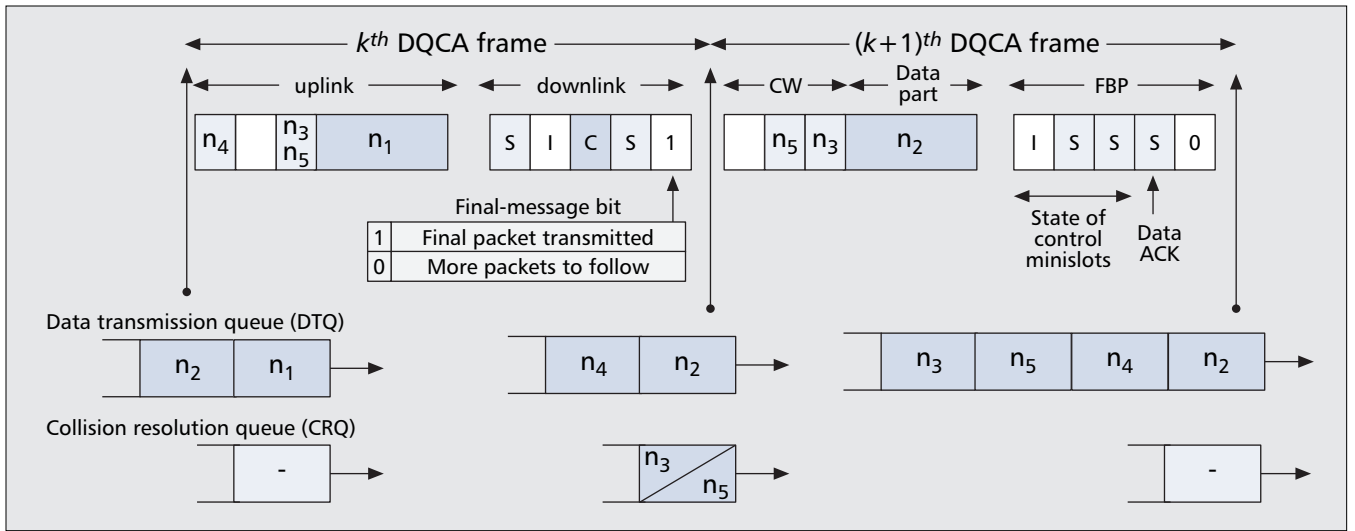 kth DQCA frame (k+1)th DQCA frame
uplink downlink CW Data part FBP
n4 n3 n5 n1 S I C S 1 n5 n3 n2 I S S S 0
Final-message bit
1 Final packet transmitted
0 More packets to follow
State of control minislots
Data ACK
Data transmission queue (DTQ)
n2 n1 n4 n2 n3 n5 n4 n2
Collision resolution queue (CRQ)
- n3 n5 -